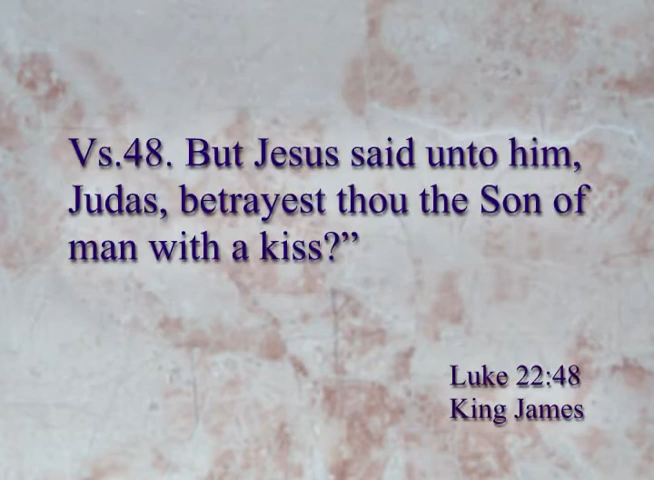 Vs.48. But Jesus said unto him,
Judas, betrayest thou the Son of
man with a kiss?”
Luke 22:48
King James